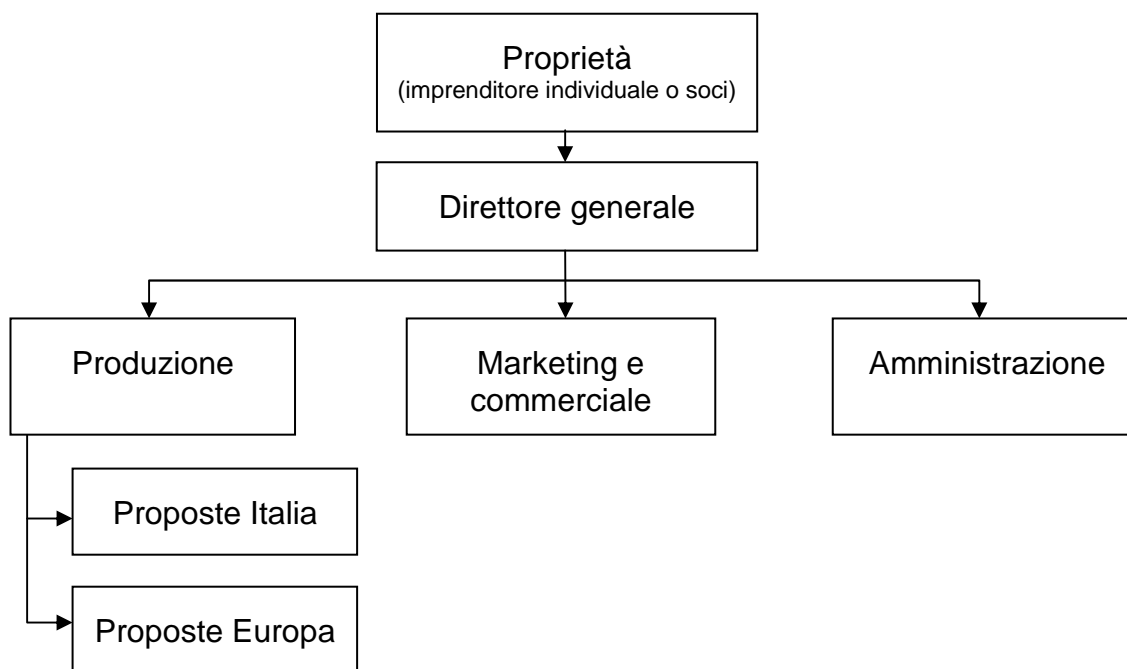 Proprietà
(imprenditore individuale o soci)
Direttore generale
Produzione
Marketing e
commerciale
Amministrazione
Proposte Italia
Proposte Europa